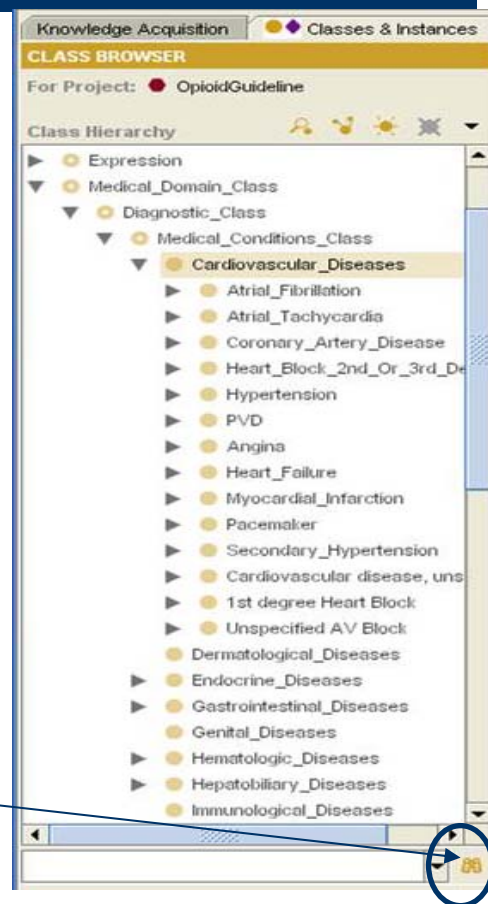 Knowledge Acquisition Classes & Instances
CLASS BROWSER
For Project: OpioidGuideline
Class Hierarchy
Expression
Medical_Domain_Class
Diagnostic_Class
Medical_Conditions_Class
Cardiovascular_Diseases
Atrial_Fibrillation
Atrial_Tachycardia
Coronary_Artery_Disease
Heart_Block_2nd_Or_3rd_De
Hypertension
PVD
Angina
Heart_Failure
Myocardial_Infarction
Pacemaker
Secondary_Hypertension
Cardiovascular disease, uns
1st degree Heart Block
Unspecified AV Block
Dermatological_Diseases
Endocrine_Diseases
Gastrointestinal_Diseases
Genital_Diseases
Hematologic_Diseases
Hepatobiliary_Diseases
Immunological_Diseases